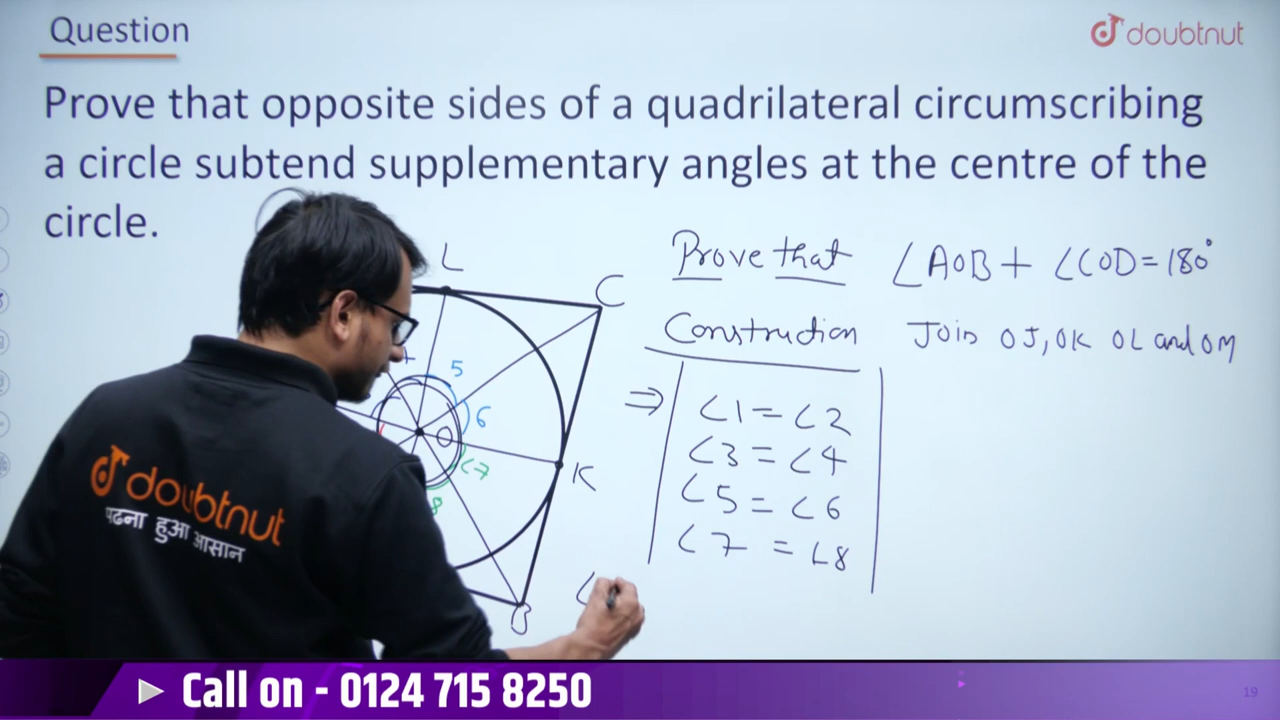 Question
doubtnut
Prove that opposite sides of a quadrilateral circumscribing
a circle subtend supplementary angles at the centre of the
circle.
Prove that ∠AOB + ∠COD = 180°
Construction Join OJ, OK OL and OM
⇒ ∠1 = ∠2
∠3 = ∠4
∠5 = ∠6
∠7 = ∠8
L
C
5
6
O
∠7
K
8
B
∠
doubtnut
पढना हुआ आसान
Call on - 0124 715 8250
19